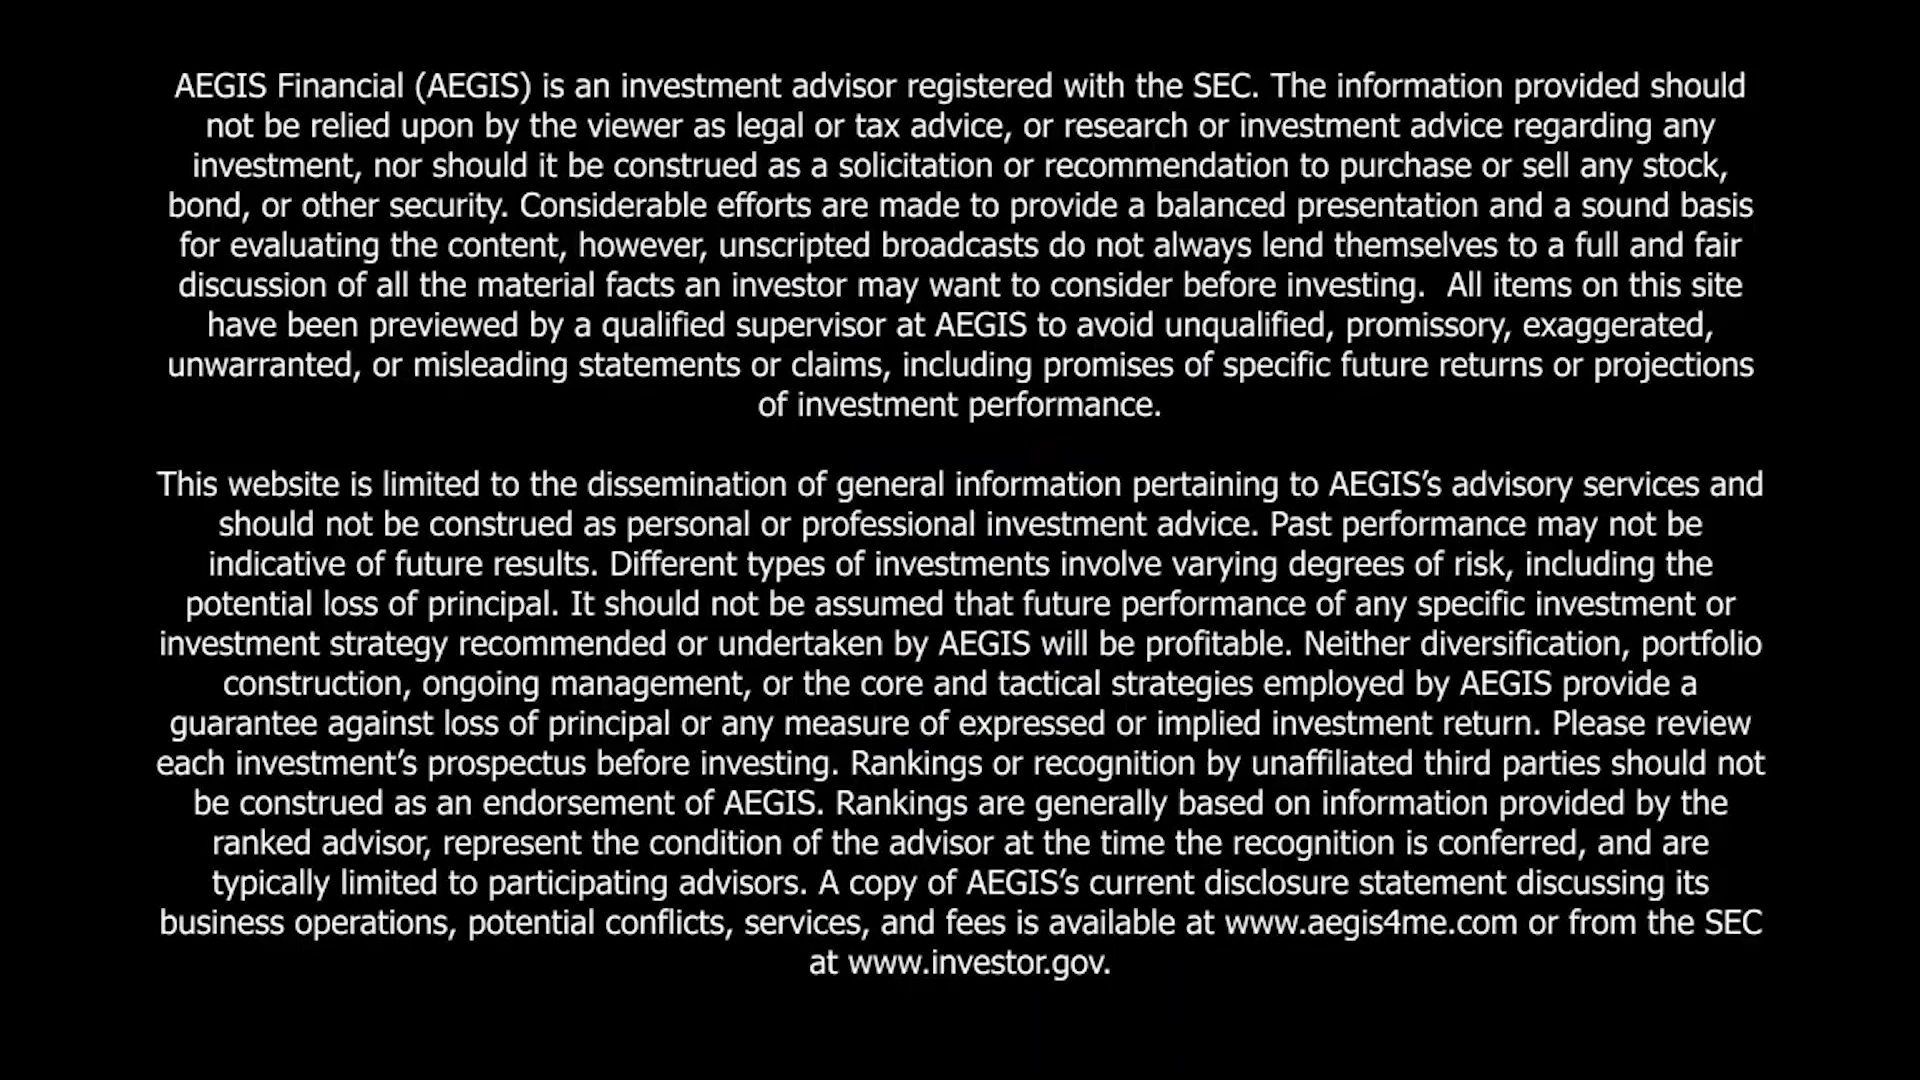 AEGIS Financial (AEGIS) is an investment advisor registered with the SEC. The information provided should
not be relied upon by the viewer as legal or tax advice, or research or investment advice regarding any
investment, nor should it be construed as a solicitation or recommendation to purchase or sell any stock,
bond, or other security. Considerable efforts are made to provide a balanced presentation and a sound basis
for evaluating the content, however, unscripted broadcasts do not always lend themselves to a full and fair
discussion of all the material facts an investor may want to consider before investing.  All items on this site
have been previewed by a qualified supervisor at AEGIS to avoid unqualified, promissory, exaggerated,
unwarranted, or misleading statements or claims, including promises of specific future returns or projections
of investment performance.
This website is limited to the dissemination of general information pertaining to AEGIS’s advisory services and
should not be construed as personal or professional investment advice. Past performance may not be
indicative of future results. Different types of investments involve varying degrees of risk, including the
potential loss of principal. It should not be assumed that future performance of any specific investment or
investment strategy recommended or undertaken by AEGIS will be profitable. Neither diversification, portfolio
construction, ongoing management, or the core and tactical strategies employed by AEGIS provide a
guarantee against loss of principal or any measure of expressed or implied investment return. Please review
each investment’s prospectus before investing. Rankings or recognition by unaffiliated third parties should not
be construed as an endorsement of AEGIS. Rankings are generally based on information provided by the
ranked advisor, represent the condition of the advisor at the time the recognition is conferred, and are
typically limited to participating advisors. A copy of AEGIS’s current disclosure statement discussing its
business operations, potential conflicts, services, and fees is available at www.aegis4me.com or from the SEC
at www.investor.gov.